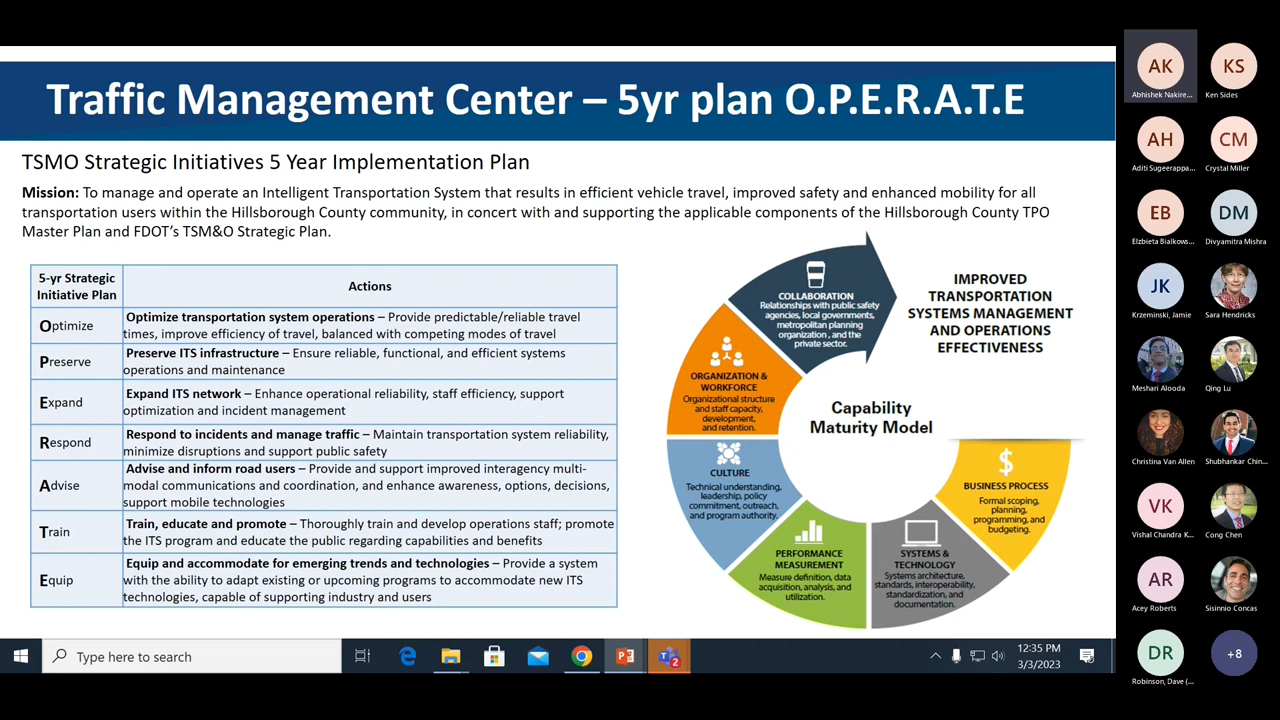 Traffic Management Center – 5yr plan O.P.E.R.A.T.E
TSMO Strategic Initiatives 5 Year Implementation Plan
Mission: To manage and operate an Intelligent Transportation System that results in efficient vehicle travel, improved safety and enhanced mobility for all
transportation users within the Hillsborough County community, in concert with and supporting the applicable components of the Hillsborough County TPO
Master Plan and FDOT's TSM&O Strategic Plan.
5-yr Strategic
Initiative Plan
Actions
Optimize
Optimize transportation system operations – Provide predictable/reliable travel
times, improve efficiency of travel, balanced with competing modes of travel
Preserve
Preserve ITS infrastructure – Ensure reliable, functional, and efficient systems
operations and maintenance
Expand
Expand ITS network – Enhance operational reliability, staff efficiency, support
optimization and incident management
Respond
Respond to incidents and manage traffic – Maintain transportation system reliability,
minimize disruptions and support public safety
Advise
Advise and inform road users – Provide and support improved interagency multi-
modal communications and coordination, and enhance awareness, options, decisions,
support mobile technologies
Train
Train, educate and promote – Thoroughly train and develop operations staff; promote
the ITS program and educate the public regarding capabilities and benefits
Equip
Equip and accommodate for emerging trends and technologies – Provide a system
with the ability to adapt existing or upcoming programs to accommodate new ITS
technologies, capable of supporting industry and users
COLLABORATION
Relationships with public safety
agencies, local governments,
metropolitan planning
organization, and the
private sector.
IMPROVED
TRANSPORTATION
SYSTEMS MANAGEMENT
AND OPERATIONS
EFFECTIVENESS
ORGANIZATION &
WORKFORCE
Organizational structure
and staff capacity,
development,
and retention.
Capability
Maturity Model
CULTURE
Technical understanding,
leadership, policy
commitment, outreach,
and program authority.
$
BUSINESS PROCESS
Formal scoping,
planning,
programming, and
budgeting.
PERFORMANCE
MEASUREMENT
Measure definition, data
acquisition, analysis, and
utilization.
SYSTEMS &
TECHNOLOGY
Systems architecture,
standards, interoperability,
standardization, and
documentation.
Type here to search
12:35 PM
3/3/2023
AK
Abhishek Nakire...
KS
Ken Sides
AH
Aditi Sugeerappa...
CM
Crystal Miller
EB
Elzbieta Bialkows...
DM
Divyamitra Mishra
JK
Krzeminski, Jamie
Sara Hendricks
Meshari Alooda
Qing Lu
Christina Van Allen
Shubhankar Chin...
VK
Vishal Chandra K...
Cong Chen
AR
Acey Roberts
Sisinnio Concas
DR
Robinson, Dave (...
+8